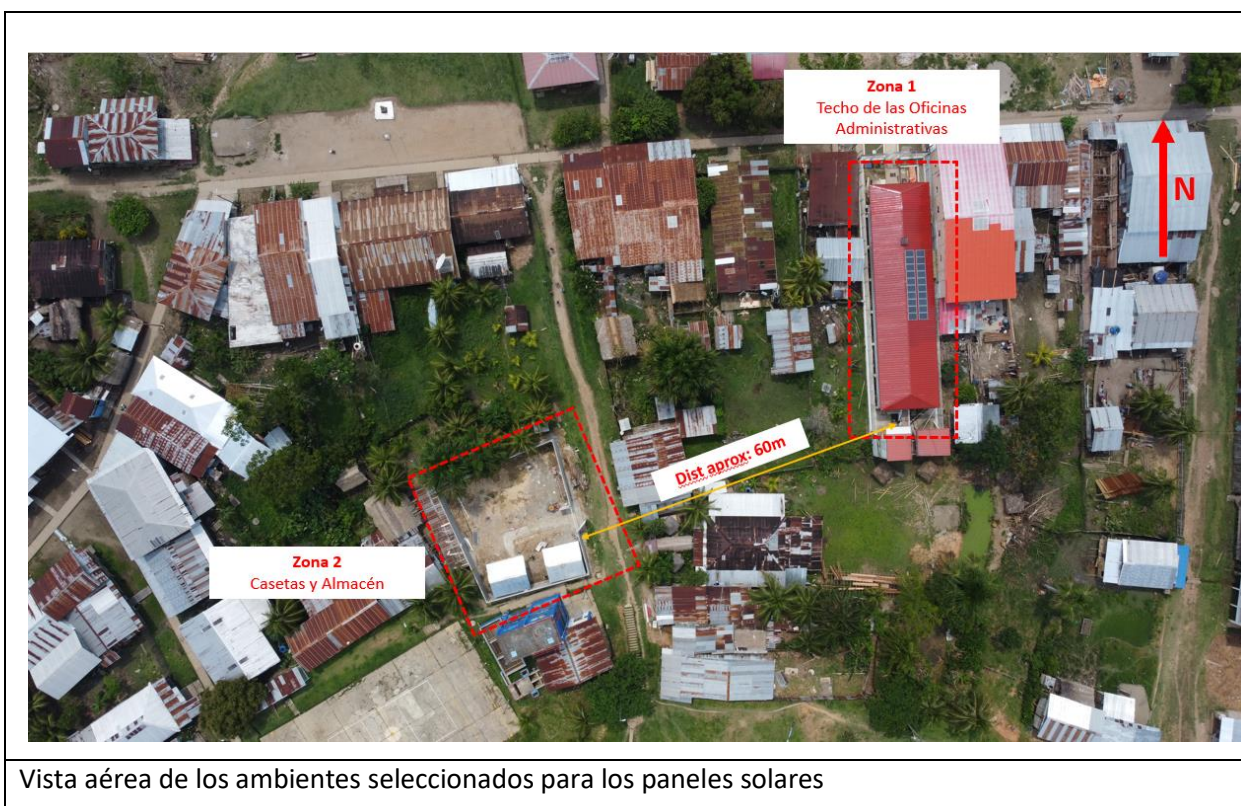 Zona 1
Techo de las Oficinas
Administrativas
N
Dist aprox: 60m
Zona 2
Casetas y Almacén
Vista aérea de los ambientes seleccionados para los paneles solares